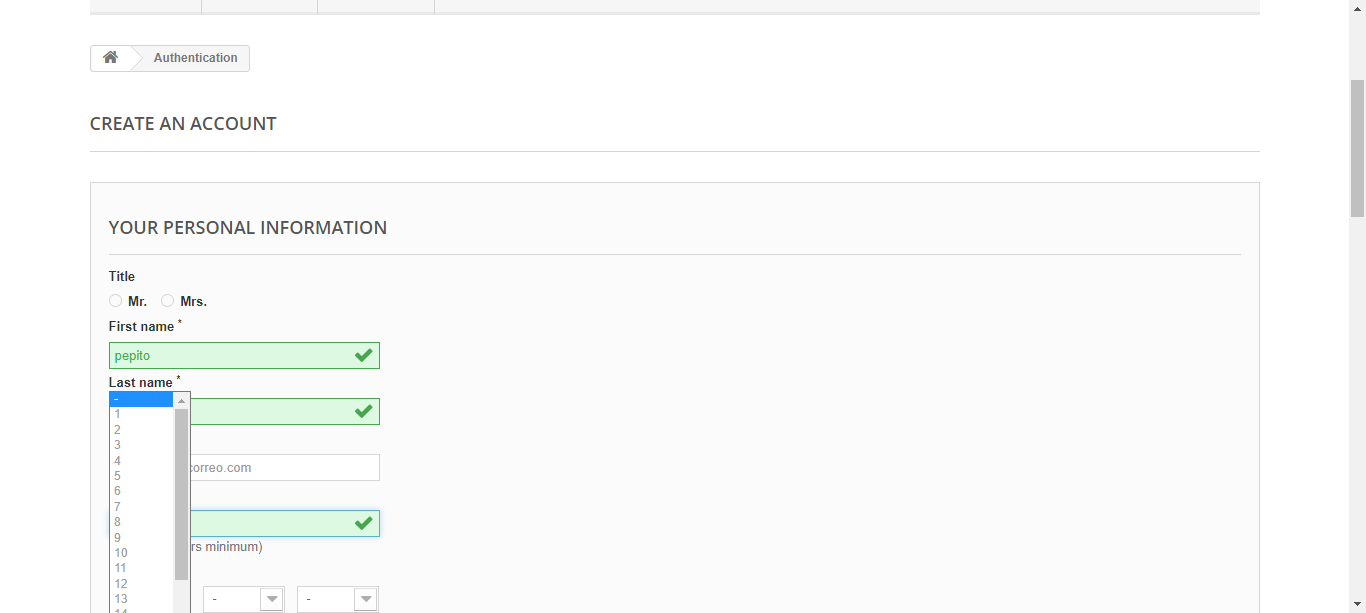 Authentication
CREATE AN ACCOUNT
YOUR PERSONAL INFORMATION
Title
Mr. Mrs.
First name *
pepito
Last name *
-
1
2
3
4
correo.com
5
6
7
8
9
rs minimum)
10
11
12
13
- -